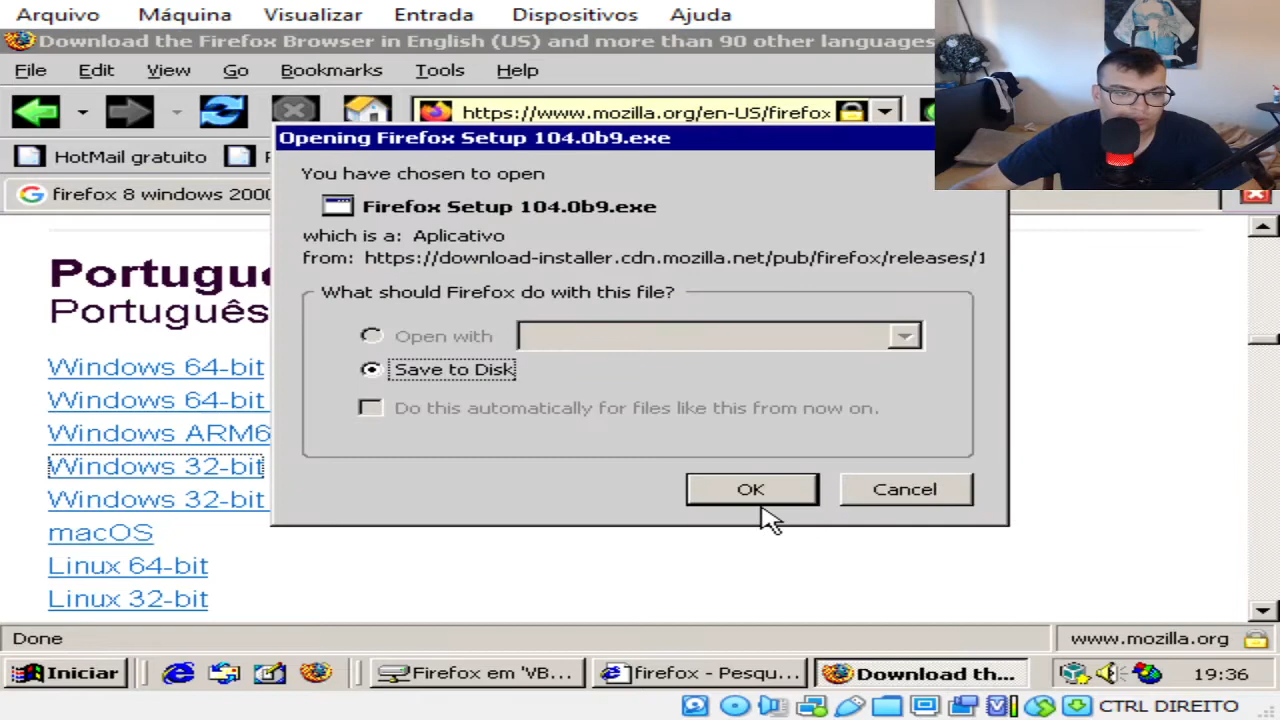 Arquivo Máquina Visualizar Entrada Dispositivos Ajuda
Download the Firefox Browser in English (US) and more than 90 other languages
File Edit View Go Bookmarks Tools Help
https://www.mozilla.org/en-US/firefox
HotMail gratuito
firefox 8 windows 2000
Opening Firefox Setup 104.0b9.exe
You have chosen to open
Firefox Setup 104.0b9.exe
which is a: Aplicativo
from: https://download-installer.cdn.mozilla.net/pub/firefox/releases/1
What should Firefox do with this file?
Open with
Save to Disk
Do this automatically for files like this from now on.
OK Cancel
Portugu
Português
Windows 64-bit
Windows 64-bit
Windows ARM6
Windows 32-bit
Windows 32-bit
macOS
Linux 64-bit
Linux 32-bit
Done www.mozilla.org
Iniciar Firefox em 'VB... firefox - Pesqu... Download th... 19:36
CTRL DIREITO